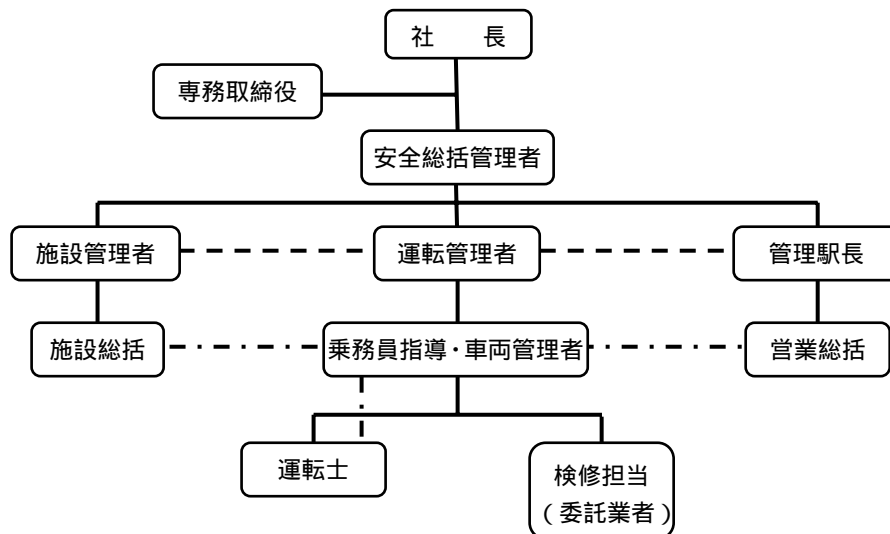 社　　長
専務取締役
安全総括管理者
施設管理者
運転管理者
管理駅長
施設総括
乗務員指導・車両管理者
営業総括
運転士
検修担当
（委託業者）